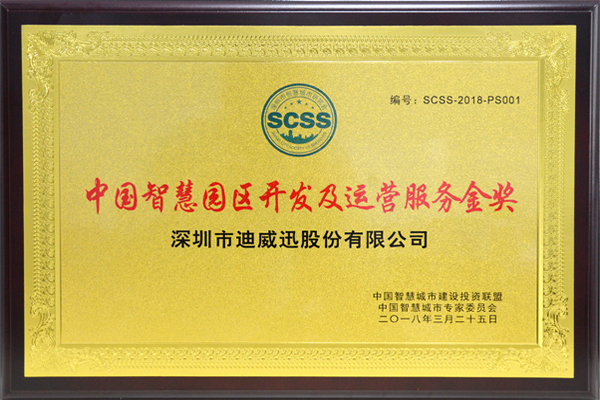 编号：SCSS-2018-PS001
SCSS
中国智慧园区开发及运营服务金奖
深圳市迪威迅股份有限公司
中国智慧城市建设投资联盟
中国智慧城市专家委员会
二〇一八年三月二十五日